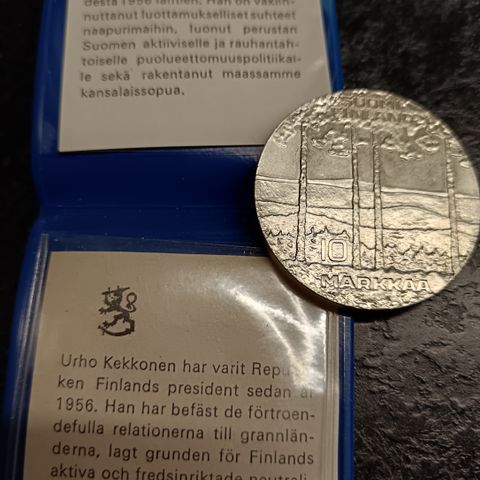 desta 1956 lähtien. Hän on vakiin-
nuttanut luottamukselliset suhteet
naapurimaihin, luonut perustan
Suomen aktiiviselle ja rauhantah-
toiselle puolueettomuuspolitiikal-
le sekä rakentanut maassamme
kansalaissopua.
SUOMI
FINLAND
10
MARKKAA
Urho Kekkonen har varit Repu
ken Finlands president sedan år
1956. Han har befäst de förtroen-
defulla relationerna till grannlän-
derna, lagt grunden för Finlands
aktiva och fredsinriktade neutrali-